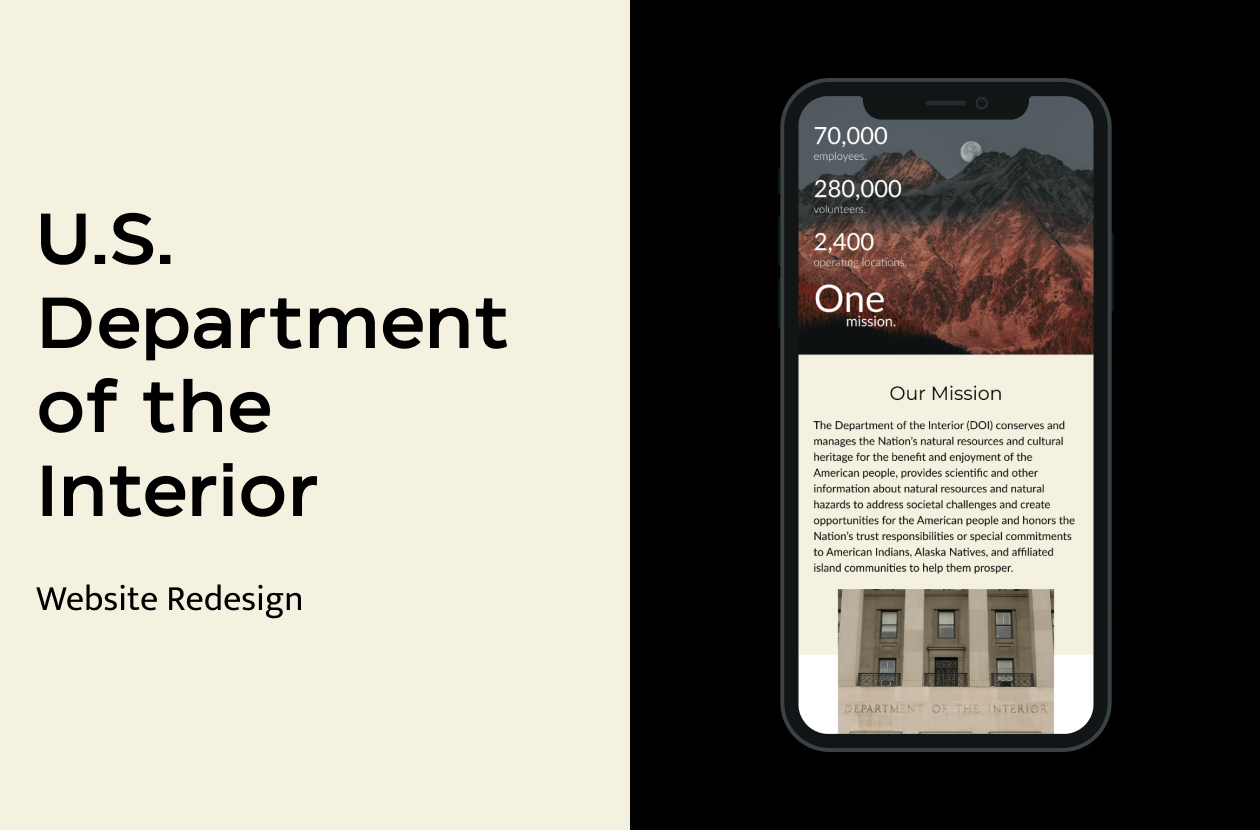 U.S.
Department
of the
Interior
Website Redesign
70,000
employees.
280,000
volunteers.
2,400
operating locations.
One
mission.
Our Mission
The Department of the Interior (DOI) conserves and
manages the Nation's natural resources and cultural
heritage for the benefit and enjoyment of the
American people, provides scientific and other
information about natural resources and natural
hazards to address societal challenges and create
opportunities for the American people and honors the
Nation's trust responsibilities or special commitments
to American Indians, Alaska Natives, and affiliated
island communities to help them prosper.
DEPARTMENT OF THE INTERIOR